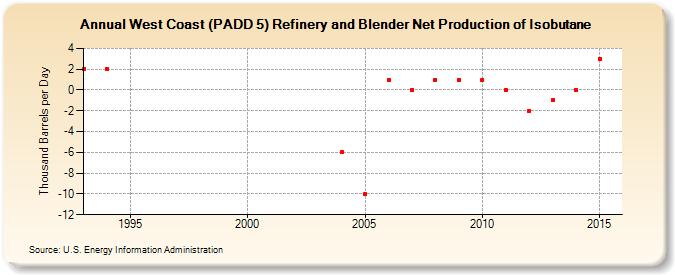 Annual West Coast (PADD 5) Refinery and Blender Net Production of Isobutane
Thousand Barrels per Day
4
2
0
-2
-4
-6
-8
-10
-12
1995 2000 2005 2010 2015
Source: U.S. Energy Information Administration